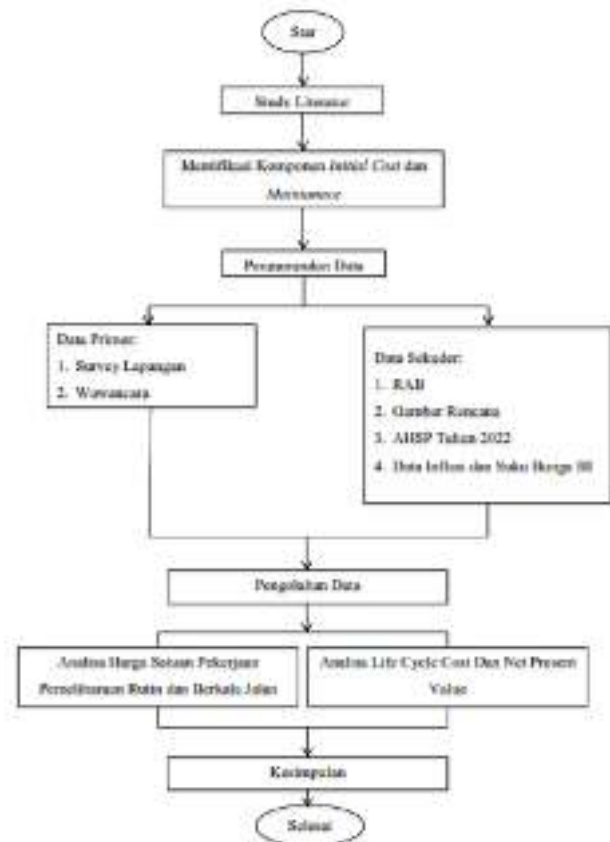 Star
Study Literatur
Identifikasi Komponen Initial Cost dan
Maintanece
Pengumpulan Data
Data Primer:
1. Survey Lapangan
2. Wawancara
Data Sekuder:
1. RAB
2. Gambar Rencana
3. AHSP Tahun 2022
4. Data Inflasi dan Suku Bunga BI
Pengolahan Data
Analisa Harga Satuan Pekerjaan
Pemeliharaan Rutin dan Berkala Jalan
Analisa Life Cycle Cost Dan Net Present
Value
Kesimpulan
Selesai